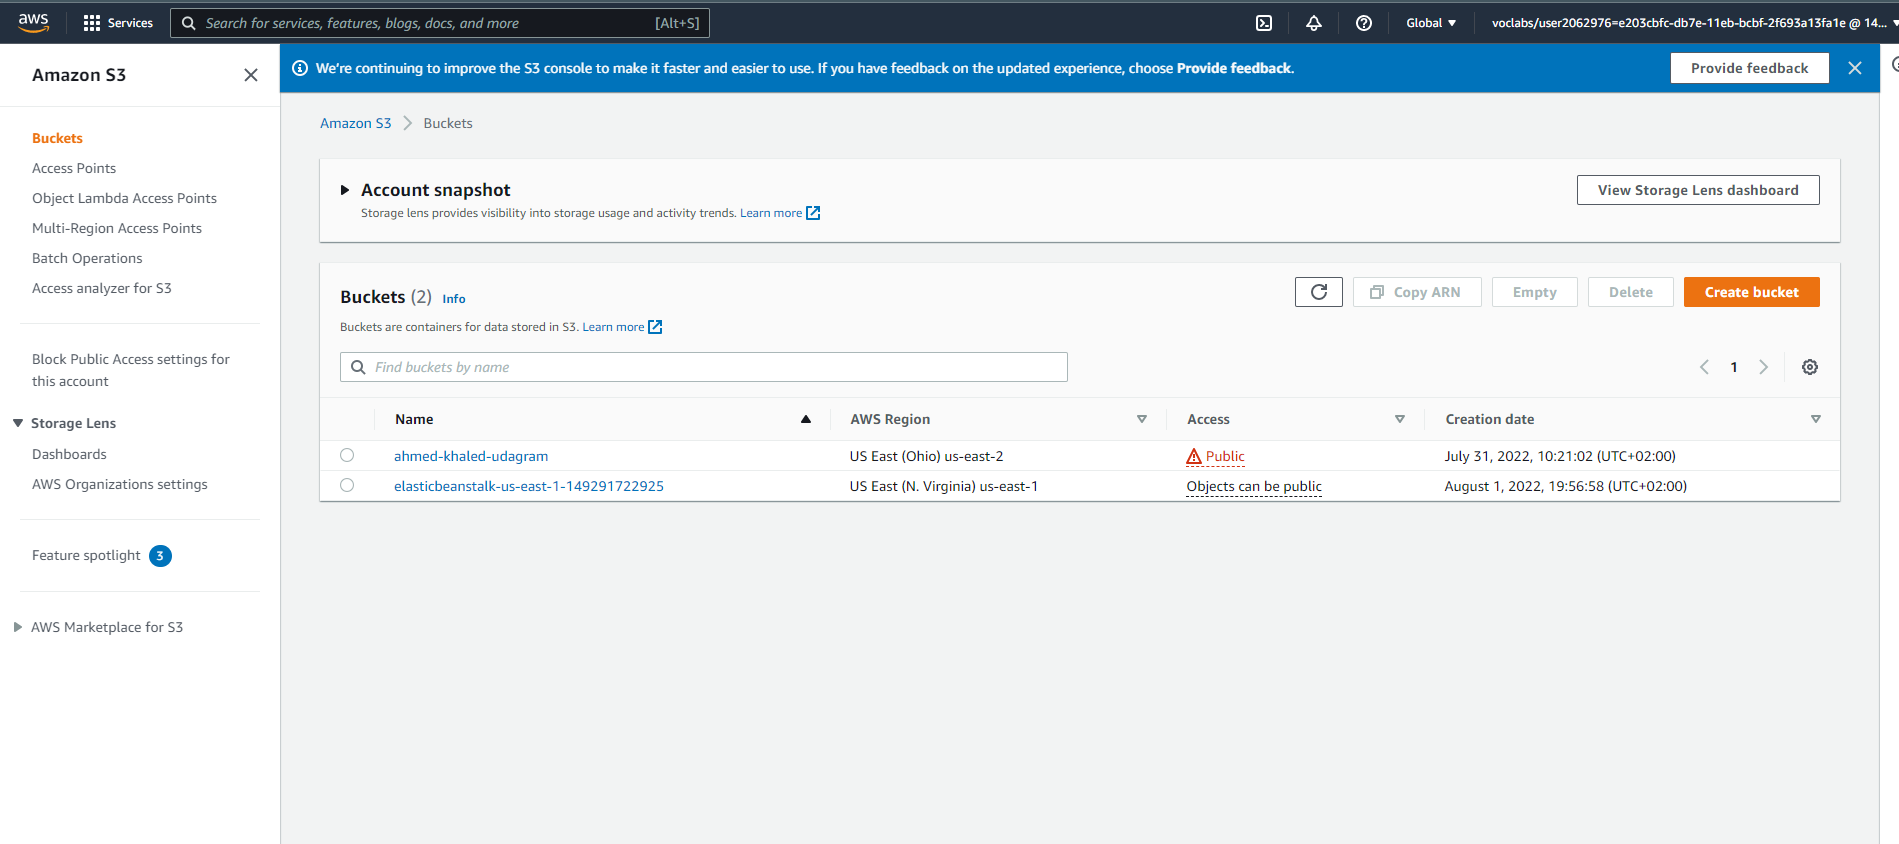 aws Services Search for services, features, blogs, docs, and more [Alt+S] Global voclabs/user2062976=e203cbfc-db7e-11eb-bcbf-2f693a13fa1e @ 14...
Amazon S3
We're continuing to improve the S3 console to make it faster and easier to use. If you have feedback on the updated experience, choose Provide feedback.
Provide feedback
Buckets
Access Points
Object Lambda Access Points
Multi-Region Access Points
Batch Operations
Access analyzer for S3
Block Public Access settings for
this account
Storage Lens
Dashboards
AWS Organizations settings
Feature spotlight 3
AWS Marketplace for S3
Amazon S3 Buckets
Account snapshot
Storage lens provides visibility into storage usage and activity trends. Learn more
View Storage Lens dashboard
Buckets (2) Info
Copy ARN Empty Delete Create bucket
Buckets are containers for data stored in S3. Learn more
Find buckets by name
1
Name AWS Region Access Creation date
ahmed-khaled-udagram US East (Ohio) us-east-2 Public July 31, 2022, 10:21:02 (UTC+02:00)
elasticbeanstalk-us-east-1-149291722925 US East (N. Virginia) us-east-1 Objects can be public August 1, 2022, 19:56:58 (UTC+02:00)